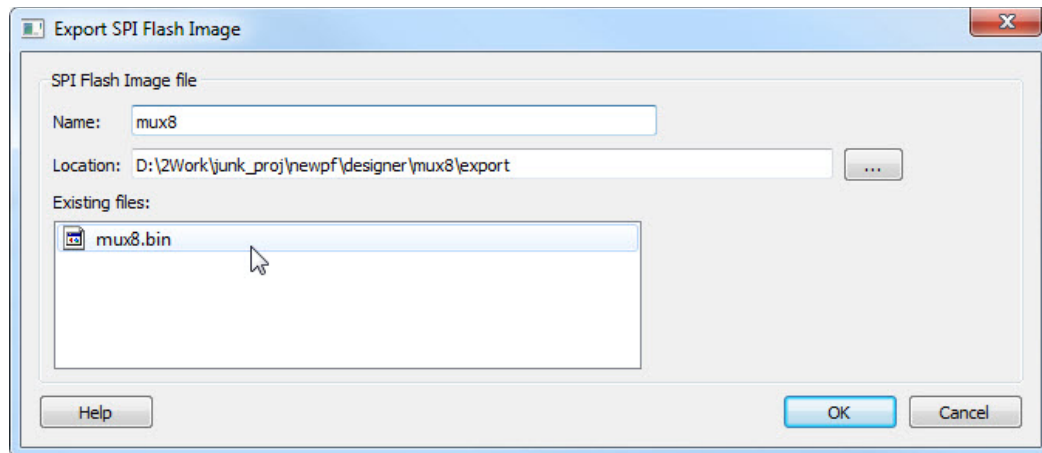 Export SPI Flash Image
SPI Flash Image file
Name: mux8
Location: D:\2Work\junk_proj\newpf\designer\mux8\export ...
Existing files:
mux8.bin
Help OK Cancel